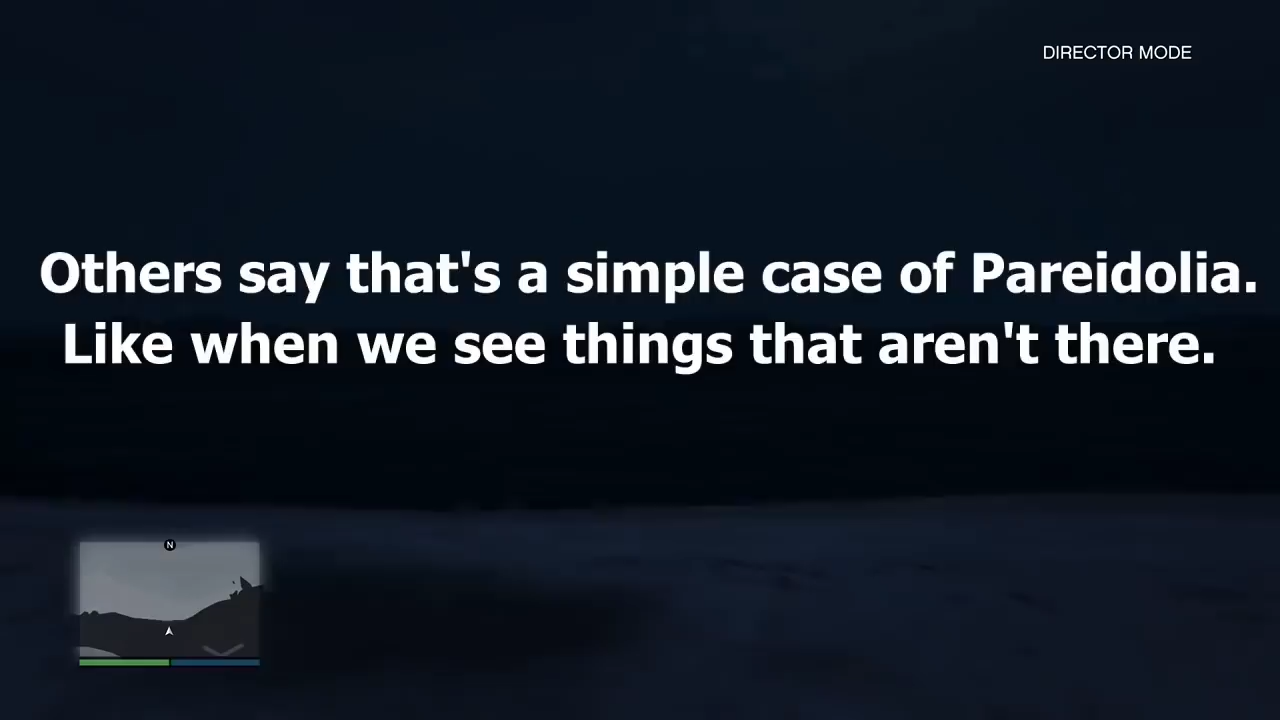 DIRECTOR MODE
Others say that's a simple case of Pareidolia.
Like when we see things that aren't there.
N